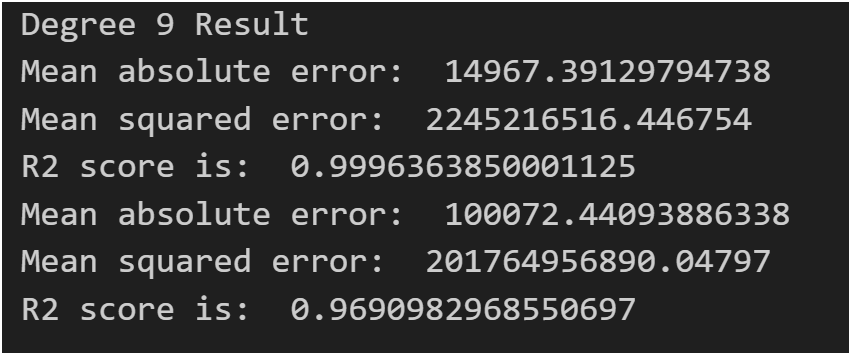 Degree 9 Result
Mean absolute error:  14967.39129794738
Mean squared error:  2245216516.446754
R2 score is:  0.9996363850001125
Mean absolute error:  100072.44093886338
Mean squared error:  201764956890.04797
R2 score is:  0.9690982968550697